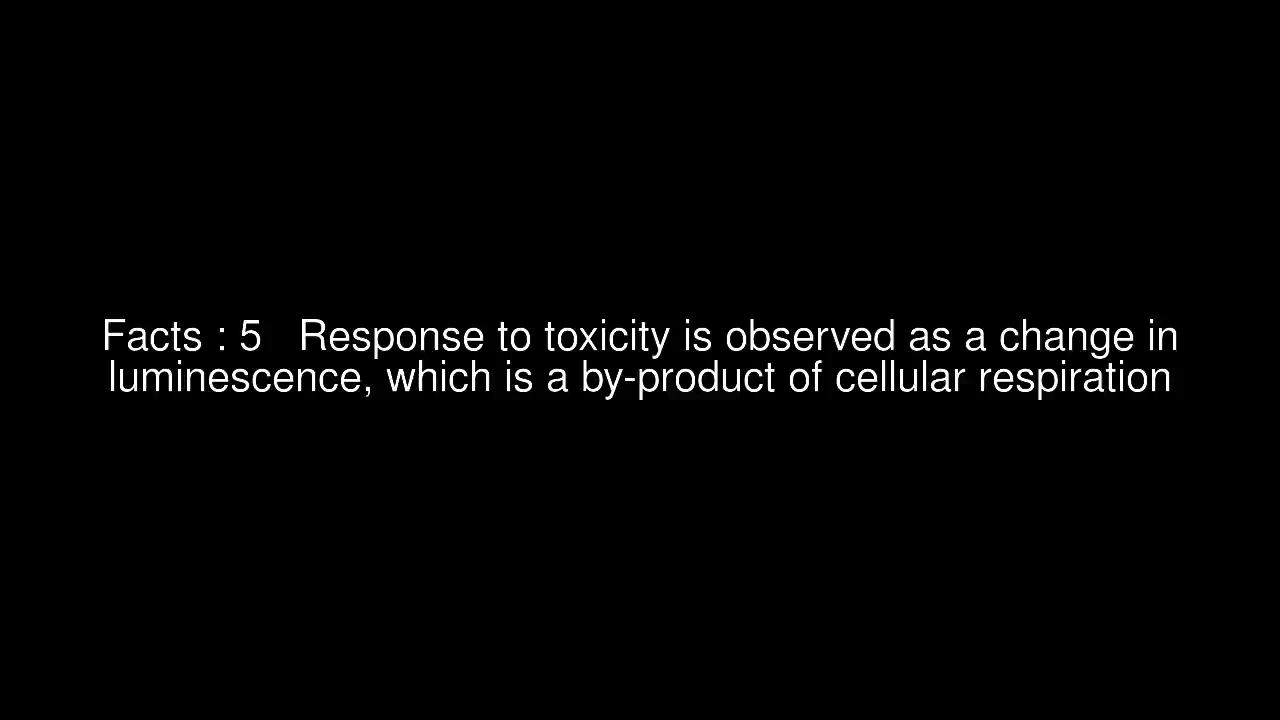 Facts : 5   Response to toxicity is observed as a change in
luminescence, which is a by-product of cellular respiration